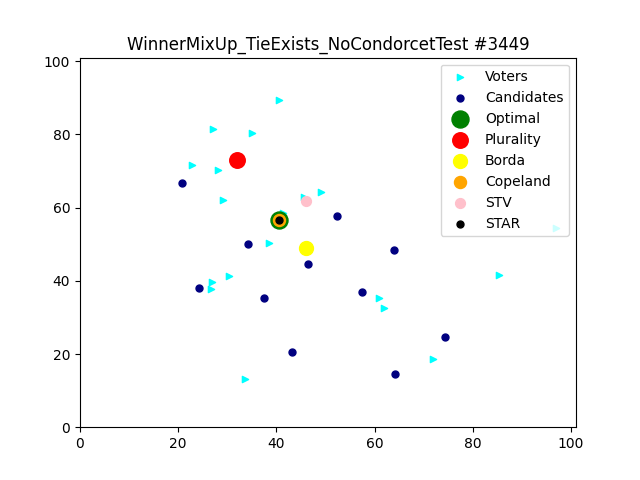 WinnerMixUp_TieExists_NoCondorcetTest #3449
100
80
60
40
20
0
0 20 40 60 80 100
Voters
Candidates
Optimal
Plurality
Borda
Copeland
STV
STAR